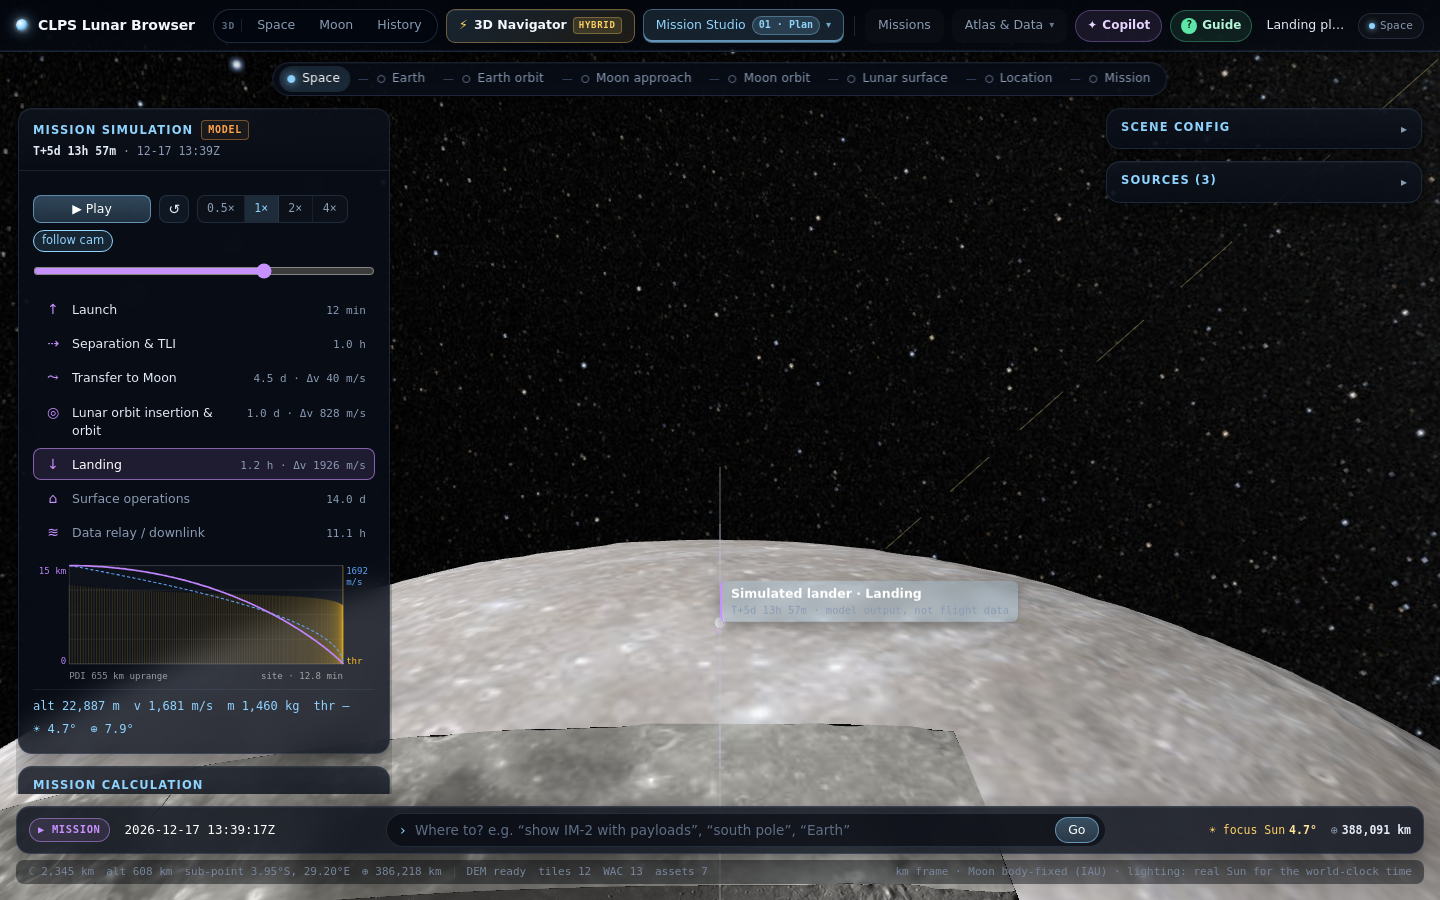 CLPS Lunar Browser
3D Space Moon History
⚡ 3D Navigator HYBRID
Mission Studio 01 · Plan ▾
Missions
Atlas & Data ▾
✦ Copilot
? Guide
Landing pl…
Space
Space — Earth — Earth orbit — Moon approach — Moon orbit — Lunar surface — Location — Mission
MISSION SIMULATION MODEL
T+5d 13h 57m · 12-17 13:39Z
▶ Play ↺ 0.5× 1× 2× 4×
follow cam
↑ Launch 12 min
⇢ Separation & TLI 1.0 h
⤳ Transfer to Moon 4.5 d · Δv 40 m/s
◎ Lunar orbit insertion & orbit 1.0 d · Δv 828 m/s
↓ Landing 1.2 h · Δv 1926 m/s
⌂ Surface operations 14.0 d
≋ Data relay / downlink 11.1 h
15 km 1692 m/s
0 thr
PDI 655 km uprange site · 12.8 min
alt 22,887 m v 1,681 m/s m 1,460 kg thr —
☀ 4.7° ⊕ 7.9°
MISSION CALCULATION
SCENE CONFIG ▸
SOURCES (3) ▸
Simulated lander · Landing
T+5d 13h 57m · model output, not flight data
▶ MISSION 2026-12-17 13:39:17Z
› Where to? e.g. “show IM-2 with payloads”, “south pole”, “Earth” Go
☀ focus Sun 4.7° ⊕ 388,091 km
☾ 2,345 km alt 608 km sub-point 3.95°S, 29.20°E ⊕ 386,218 km DEM ready tiles 12 WAC 13 assets 7
km frame · Moon body-fixed (IAU) · lighting: real Sun for the world-clock time